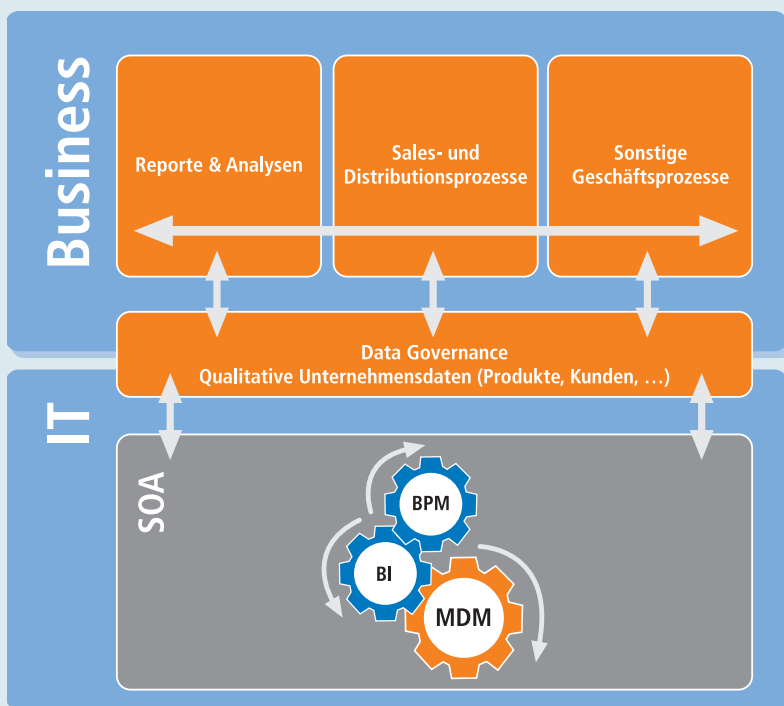 Business
Reporte & Analysen
Sales- und
Distributionsprozesse
Sonstige
Geschäftsprozesse
Data Governance
Qualitative Unternehmensdaten (Produkte, Kunden, …)
IT
SOA
BPM
BI
MDM